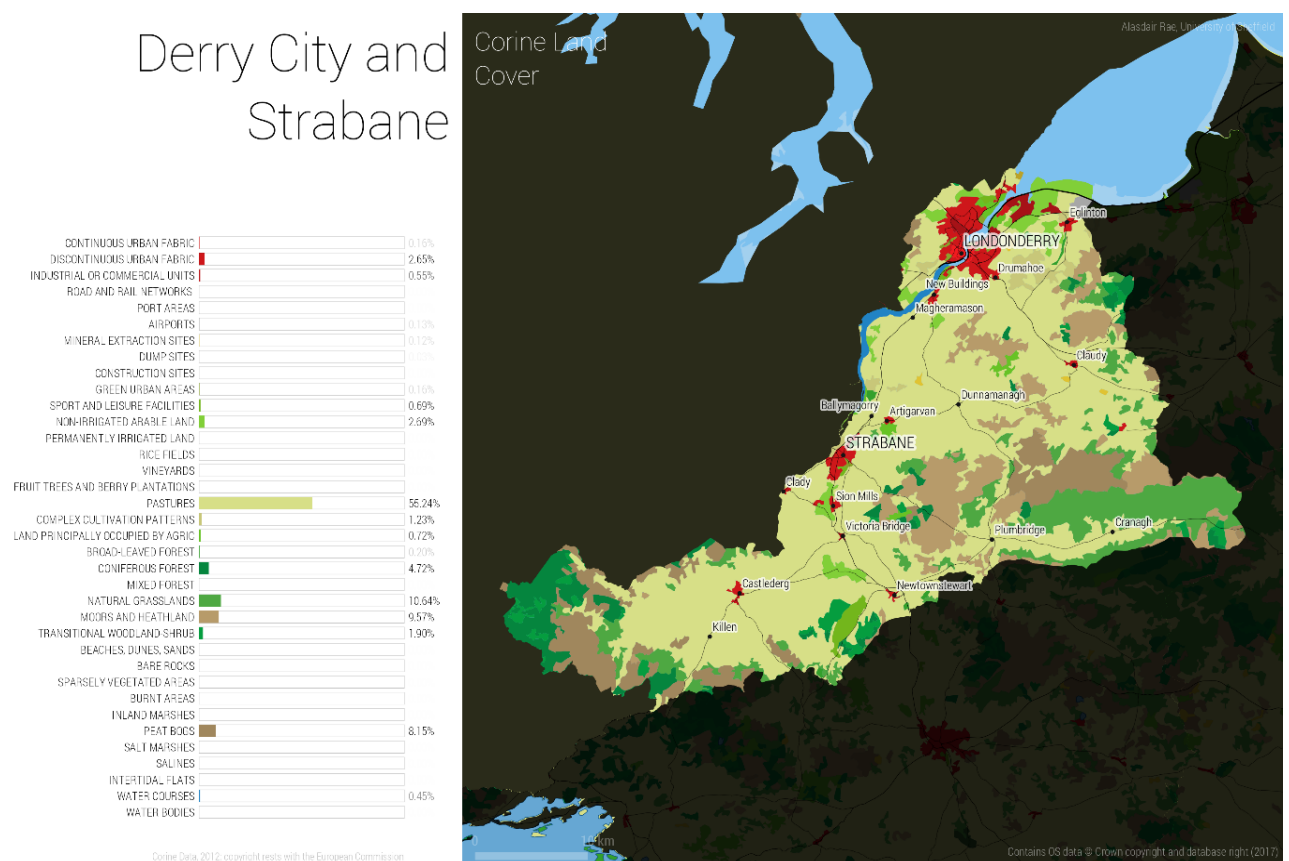 Derry City and
Strabane
CONTINUOUS URBAN FABRIC 0.16%
DISCONTINUOUS URBAN FABRIC 2.65%
INDUSTRIAL OR COMMERCIAL UNITS 0.55%
ROAD AND RAIL NETWORKS
PORT AREAS
AIRPORTS 0.13%
MINERAL EXTRACTION SITES 0.12%
DUMP SITES
CONSTRUCTION SITES
GREEN URBAN AREAS 0.16%
SPORT AND LEISURE FACILITIES 0.69%
NON-IRRIGATED ARABLE LAND 2.69%
PERMANENTLY IRRIGATED LAND
RICE FIELDS
VINEYARDS
FRUIT TREES AND BERRY PLANTATIONS
PASTURES 55.24%
COMPLEX CULTIVATION PATTERNS 1.23%
LAND PRINCIPALLY OCCUPIED BY AGRIC 0.72%
BROAD-LEAVED FOREST 0.20%
CONIFEROUS FOREST 4.72%
MIXED FOREST
NATURAL GRASSLANDS 10.64%
MOORS AND HEATHLAND 9.57%
TRANSITIONAL WOODLAND-SHRUB 1.90%
BEACHES, DUNES, SANDS
BARE ROCKS
SPARSELY VEGETATED AREAS
BURNT AREAS
INLAND MARSHES
PEAT BOGS 8.15%
SALT MARSHES
SALINES
INTERTIDAL FLATS
WATER COURSES 0.45%
WATER BODIES
Corine Data, 2012: copyright rests with the European Commission
Corine Land
Cover
Alasdair Rae, University of Sheffield
Eglinton
LONDONDERRY
Drumahoe
New Buildings
Magheramason
Claudy
Dunnamanagh
Ballymagorry
Artigarvan
STRABANE
Clady
Sion Mills
Victoria Bridge
Plumbridge
Cranagh
Castlederg
Newtownstewart
Killen
0 10 km
Contains OS data © Crown copyright and database right (2017)